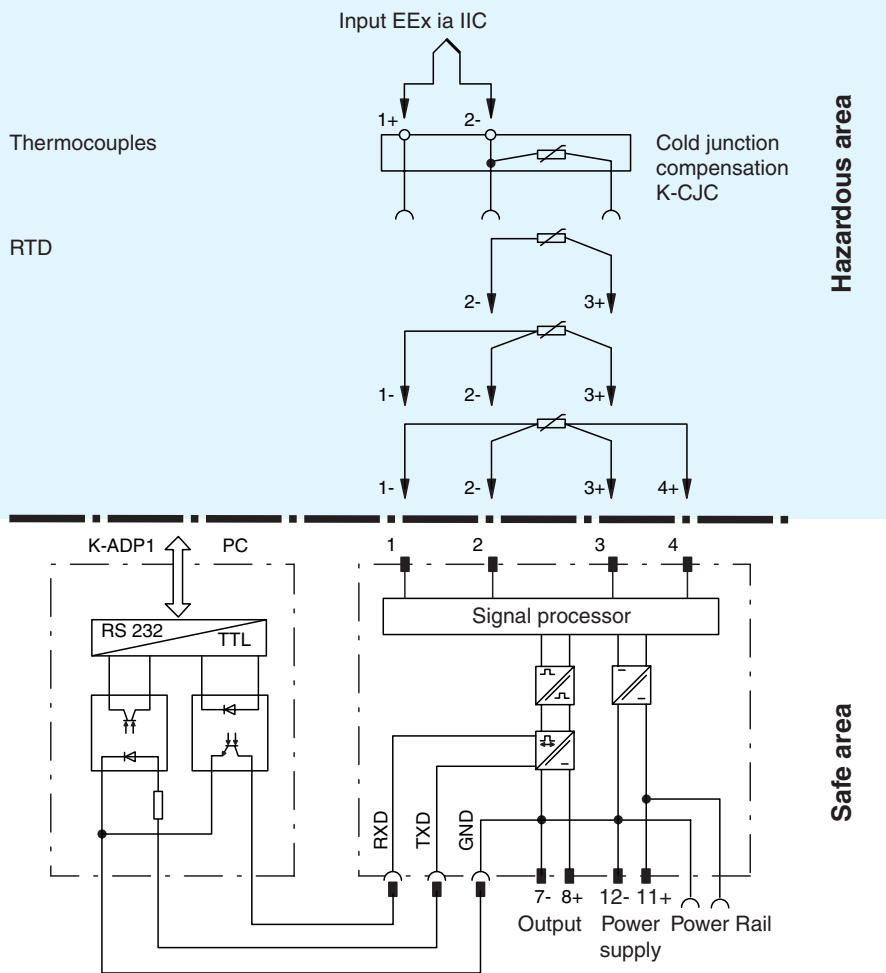 Input EEx ia IIC
1+ 2-
Thermocouples
Cold junction
compensation
K-CJC
Hazardous area
RTD
2- 3+
1- 2- 3+
1- 2- 3+ 4+
K-ADP1 PC
1 2 3 4
RS 232
TTL
Signal processor
Safe area
RXD
TXD
GND
7- 8+ 12- 11+
Output Power Power Rail
supply